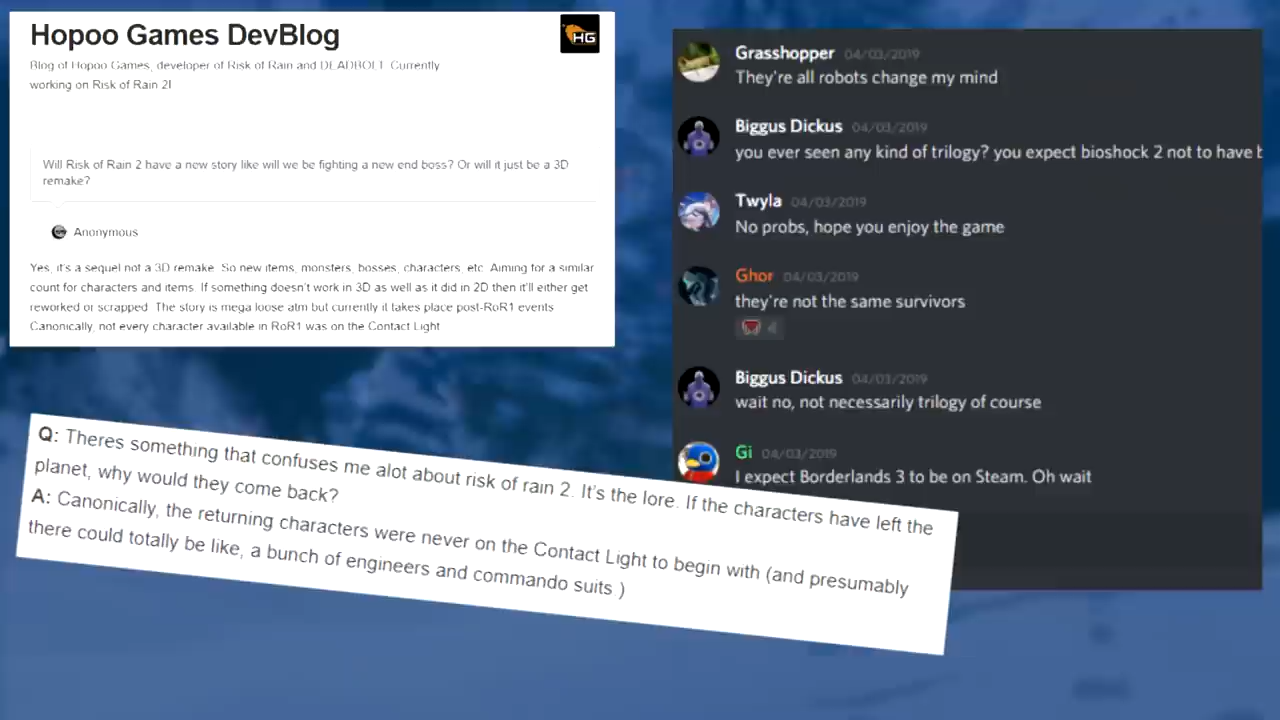 Hopoo Games DevBlog
HG
Blog of Hopoo Games, developer of Risk of Rain and DEADBOLT. Currently
working on Risk of Rain 2!
Will Risk of Rain 2 have a new story like will we be fighting a new end boss? Or will it just be a 3D
remake?
Anonymous
Yes, it's a sequel not a 3D remake. So new items, monsters, bosses, characters, etc. Aiming for a similar
count for characters and items. If something doesn't work in 3D as well as it did in 2D then it'll either get
reworked or scrapped. The story is mega loose atm but currently it takes place post-RoR1 events
Canonically, not every character available in RoR1 was on the Contact Light
Grasshopper 04/03/2019
They're all robots change my mind
Biggus Dickus 04/03/2019
you ever seen any kind of trilogy? you expect bioshock 2 not to have b
Twyla 04/03/2019
No probs, hope you enjoy the game
Ghor 04/03/2019
they're not the same survivors
4
Biggus Dickus 04/03/2019
wait no, not necessarily trilogy of course
Gi 04/03/2019
I expect Borderlands 3 to be on Steam. Oh wait
Q: Theres something that confuses me alot about risk of rain 2. It's the lore. If the characters have left the
planet, why would they come back?
A: Canonically, the returning characters were never on the Contact Light to begin with (and presumably
there could totally be like, a bunch of engineers and commando suits )